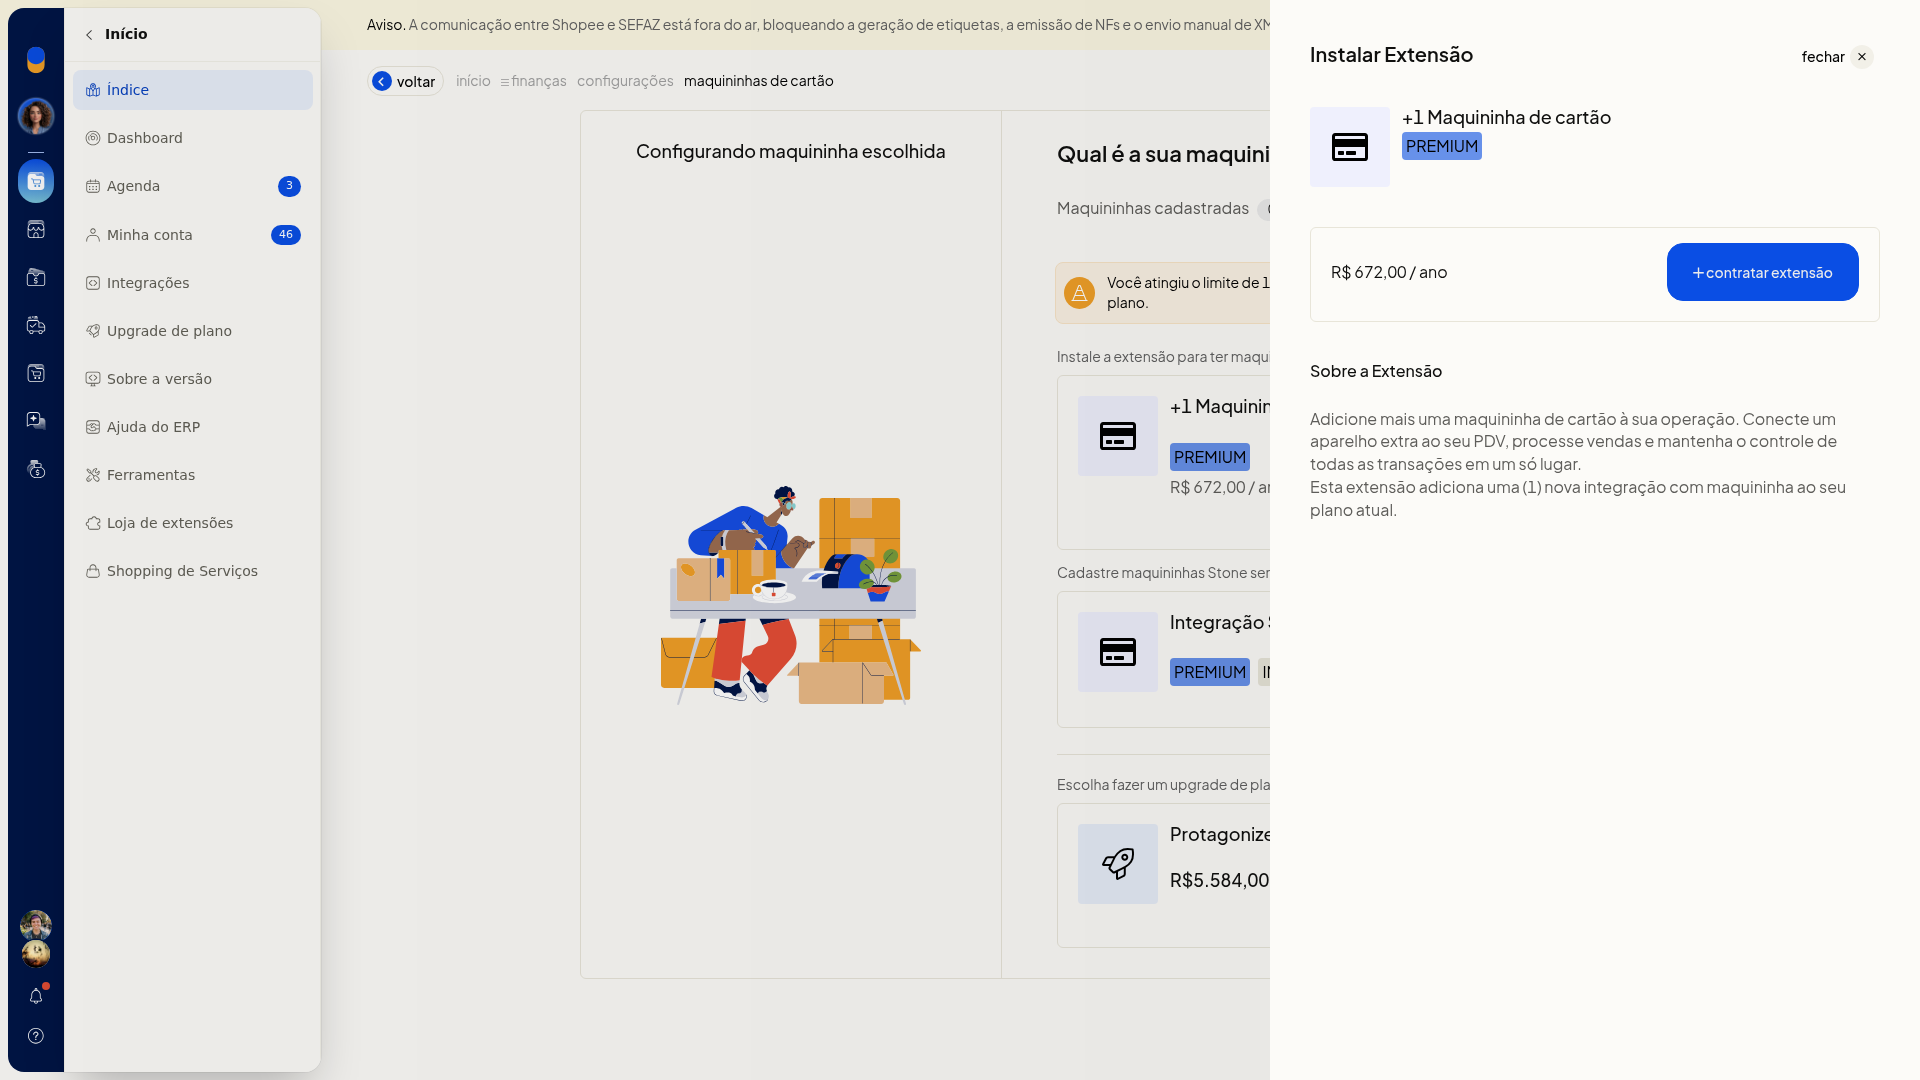 Início
Índice
Dashboard
Agenda 3
Minha conta 46
Integrações
Upgrade de plano
Sobre a versão
Ajuda do ERP
Ferramentas
Loja de extensões
Shopping de Serviços
Aviso. A comunicação entre Shopee e SEFAZ está fora do ar, bloqueando a geração de etiquetas, a emissão de NFs e o envio manual de XM
voltar início finanças configurações maquininhas de cartão
Configurando maquininha escolhida
Qual é a sua maquini
Maquininhas cadastradas
Você atingiu o limite de 1
plano.
Instale a extensão para ter maqui
+1 Maquinin
PREMIUM
R$ 672,00 / an
Cadastre maquininhas Stone sem
Integração S
PREMIUM
Escolha fazer um upgrade de pla
Protagonize
R$5.584,00
Instalar Extensão
fechar
+1 Maquininha de cartão
PREMIUM
R$ 672,00 / ano
+contratar extensão
Sobre a Extensão
Adicione mais uma maquininha de cartão à sua operação. Conecte um
aparelho extra ao seu PDV, processe vendas e mantenha o controle de
todas as transações em um só lugar.
Esta extensão adiciona uma (1) nova integração com maquininha ao seu
plano atual.